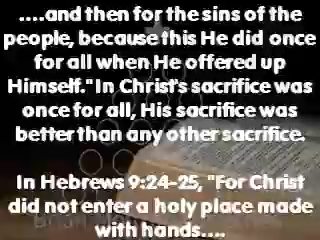 ....and then for the sins of the
people, because this He did once
for all when He offered up
Himself." In Christ's sacrifice was
once for all, His sacrifice was
better than any other sacrifice.
In Hebrews 9:24-25, "For Christ
did not enter a holy place made
with hands....